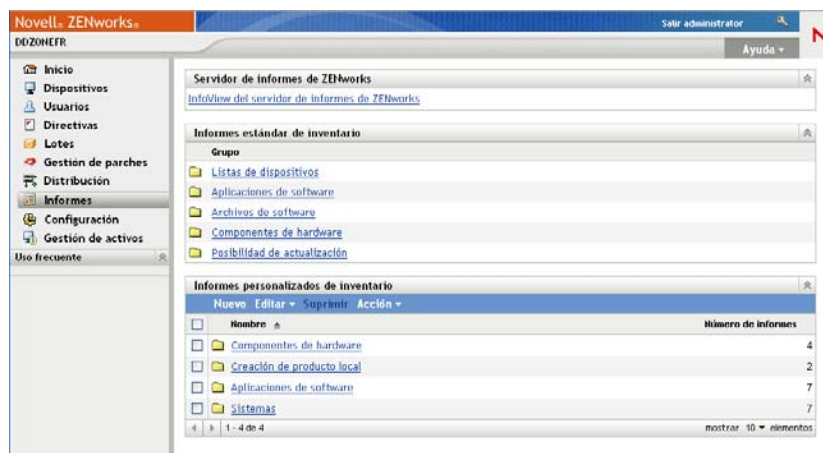 Novell® ZENworks®
Salir administrator
DDZONEFR
Ayuda
Inicio
Dispositivos
Usuarios
Directivas
Lotes
Gestión de parches
Distribución
Informes
Configuración
Gestión de activos
Uso frecuente
Servidor de informes de ZENworks
InfoView del servidor de informes de ZENworks
Informes estándar de inventario
Grupo
Listas de dispositivos
Aplicaciones de software
Archivos de software
Componentes de hardware
Posibilidad de actualización
Informes personalizados de inventario
Nuevo Editar Suprimir Acción
Nombre Número de informes
Componentes de hardware 4
Creación de producto local 2
Aplicaciones de software 7
Sistemas 7
1 - 4 de 4 mostrar 10 elementos